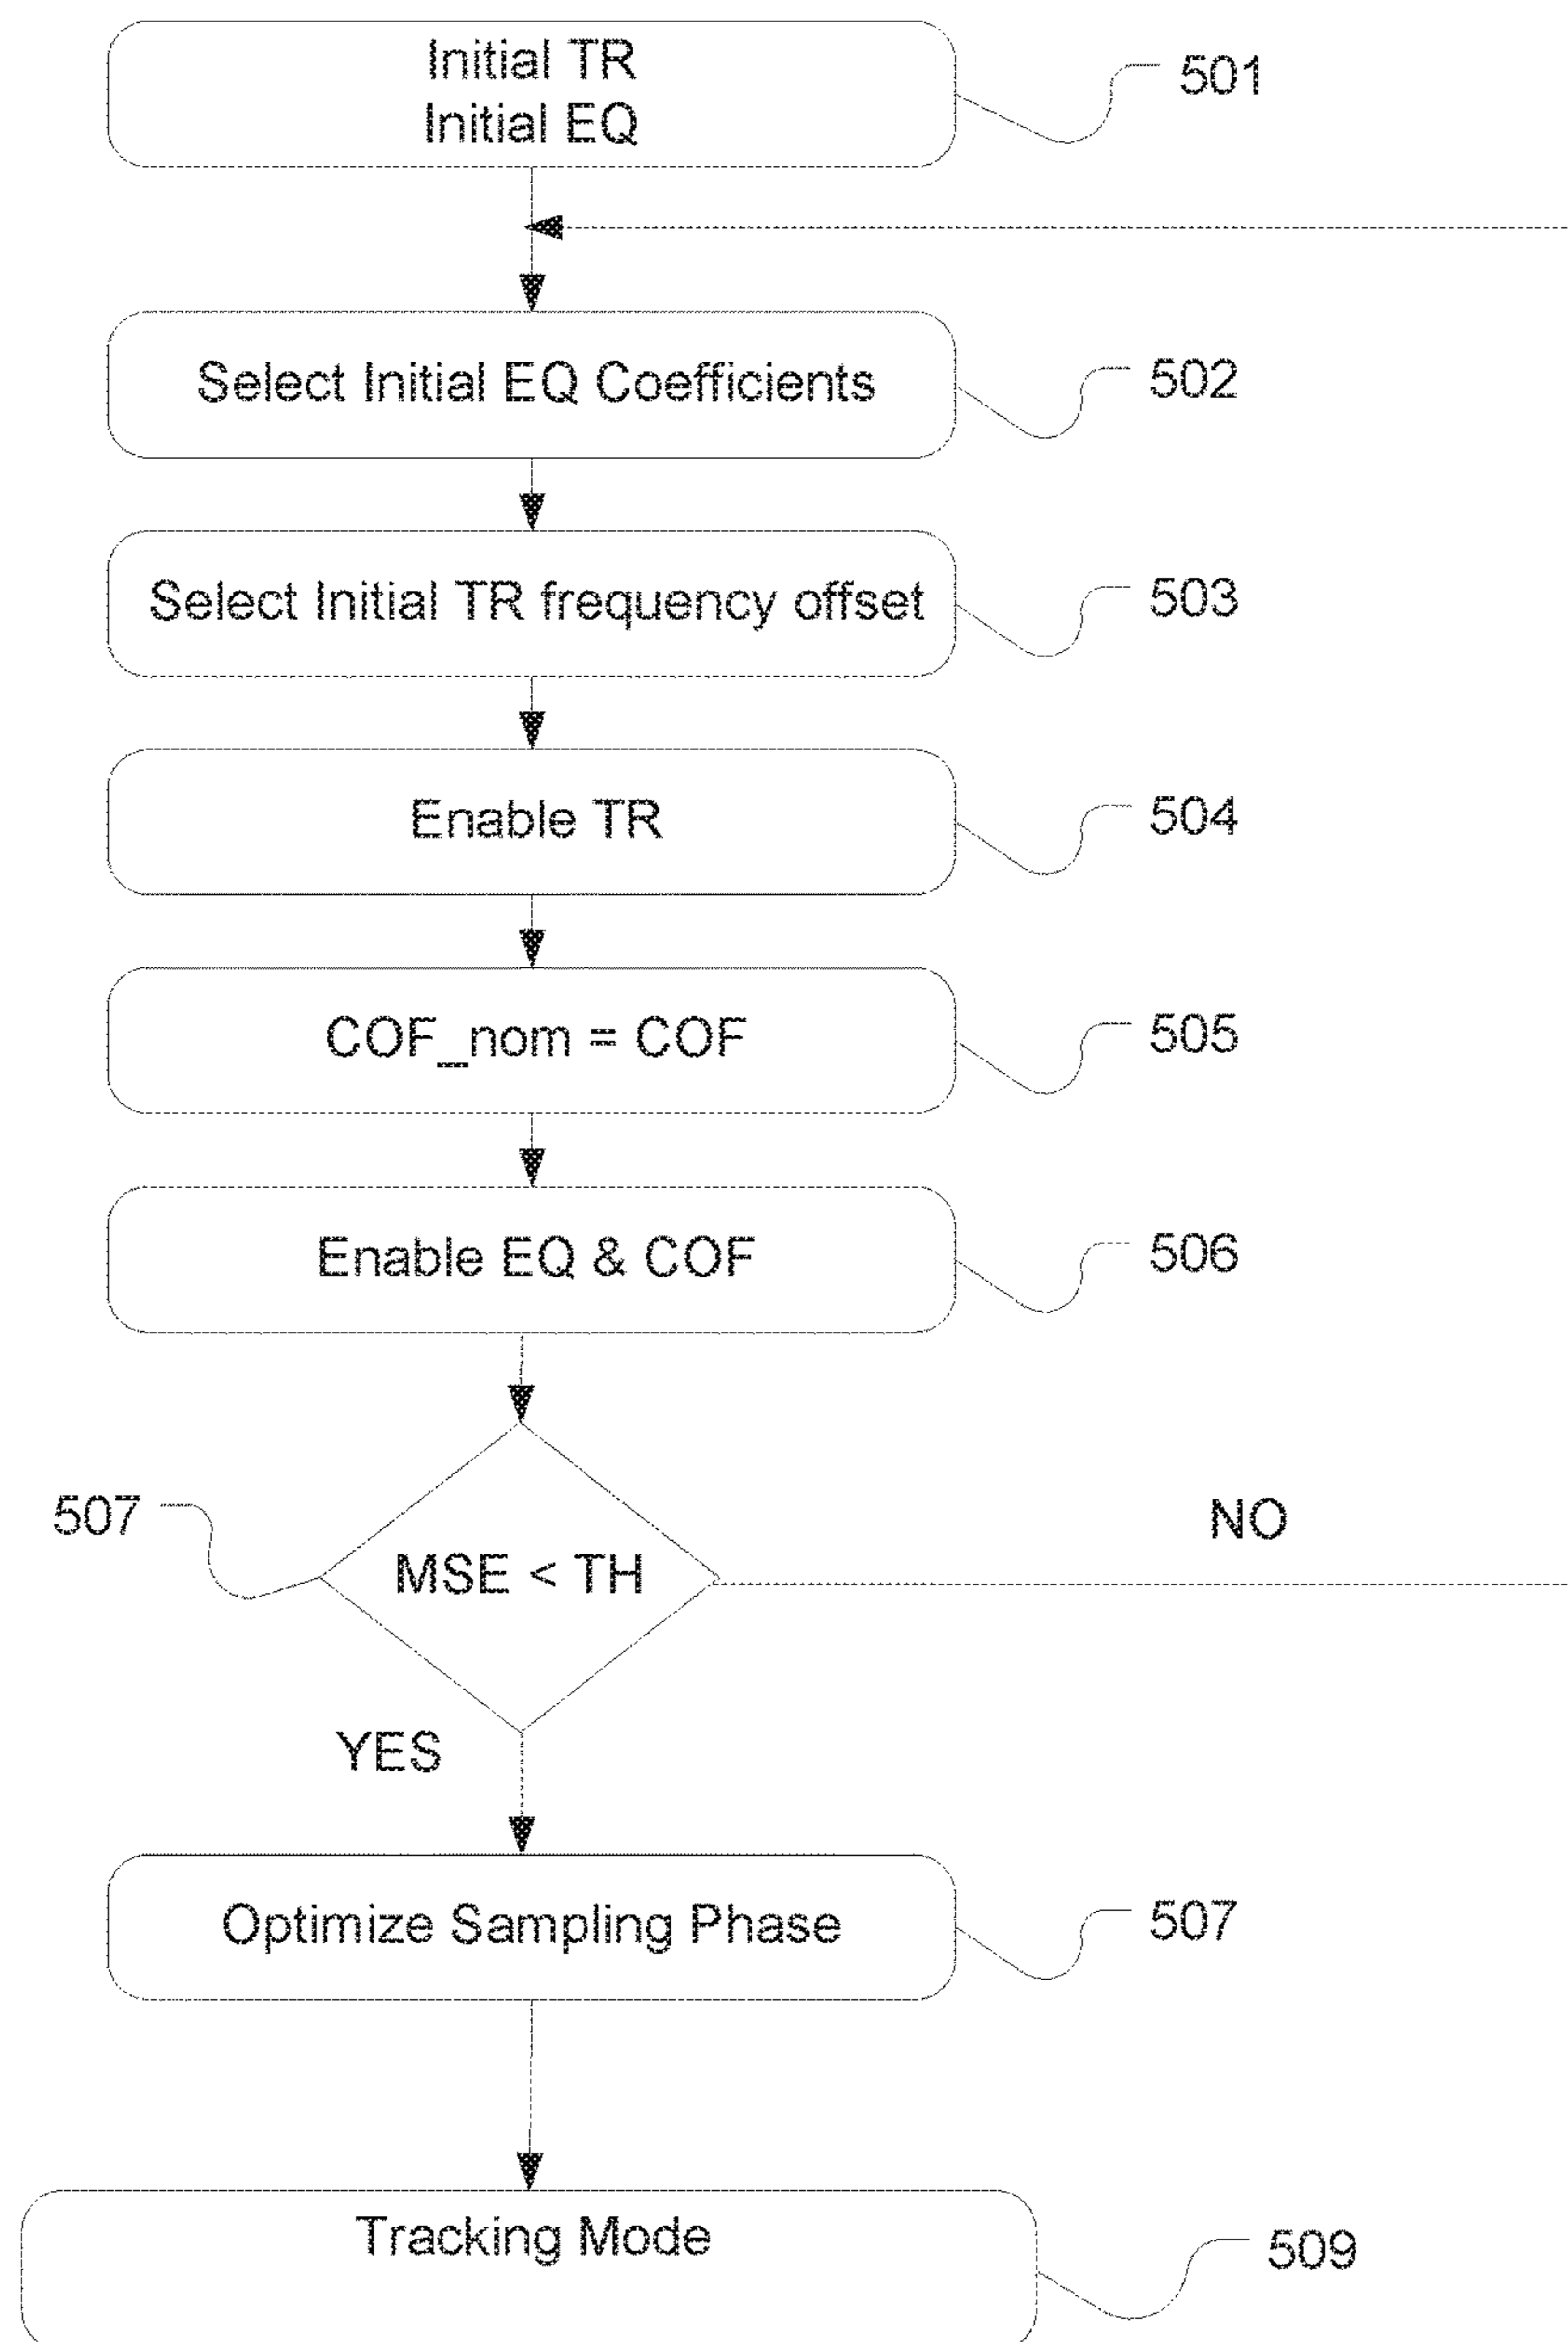 Initial TR
Initial EQ
501
Select Initial EQ Coefficients
502
Select Initial TR frequency offset
503
Enable TR
504
COF_nom = COF
505
Enable EQ & COF
506
507
MSE < TH
NO
YES
Optimize Sampling Phase
507
Tracking Mode
509